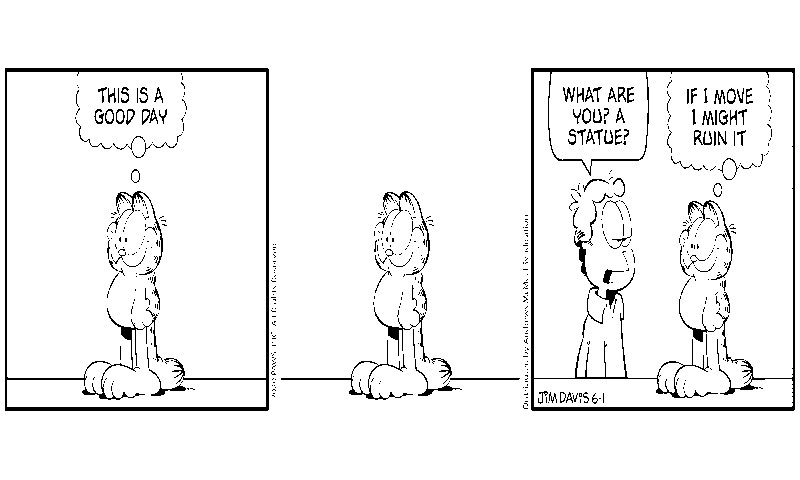 THIS IS A
GOOD DAY
WHAT ARE
YOU? A
STATUE?
IF I MOVE
I MIGHT
RUIN IT
JIM DAVIS 6-1